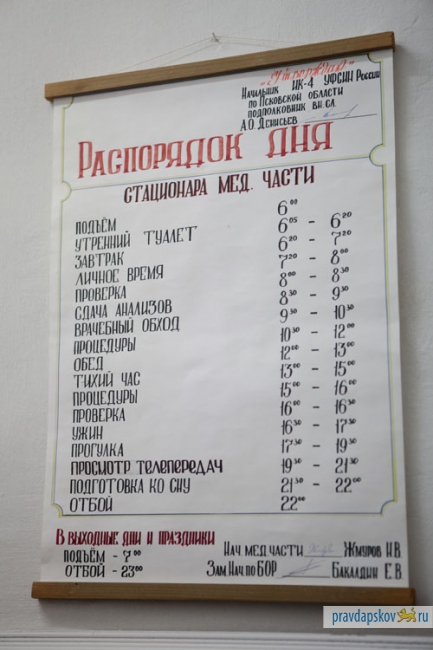 "Утверждаю"
Начальник ИК-4 УФСИН России
по Псковской области
подполковник вн. сл.
А.О. Денисьев
РАСПОРЯДОК ДНЯ
СТАЦИОНАРА МЕД. ЧАСТИ
ПОДЪЁМ 6⁰⁰
УТРЕННИЙ ТУАЛЕТ 6⁰⁵ - 6²⁰
ЗАВТРАК 6²⁰ - 7²⁰
ЛИЧНОЕ ВРЕМЯ 7²⁰ - 8⁰⁰
ПРОВЕРКА 8⁰⁰ - 8³⁰
СДАЧА АНАЛИЗОВ 8³⁰ - 9³⁰
ВРАЧЕБНЫЙ ОБХОД 9³⁰ - 10³⁰
ПРОЦЕДУРЫ 10³⁰ - 12⁰⁰
ОБЕД 12⁰⁰ - 13⁰⁰
ТИХИЙ ЧАС 13⁰⁰ - 15⁰⁰
ПРОЦЕДУРЫ 15⁰⁰ - 16⁰⁰
ПРОВЕРКА 16⁰⁰ - 16³⁰
УЖИН 16³⁰ - 17³⁰
ПРОГУЛКА 17³⁰ - 19³⁰
ПРОСМОТР ТЕЛЕПЕРЕДАЧ 19³⁰ - 21³⁰
ПОДГОТОВКА КО СНУ 21³⁰ - 22⁰⁰
ОТБОЙ 22⁰⁰
В ВЫХОДНЫЕ ДНИ И ПРАЗДНИКИ
ПОДЪЁМ - 7⁰⁰
ОТБОЙ - 23⁰⁰
НАЧ МЕД ЧАСТИ ЖМУРОВ И.В.
ЗАМ. НАЧ ПО БОР БАКАЛДИН Е.В.
pravdapskov.ru